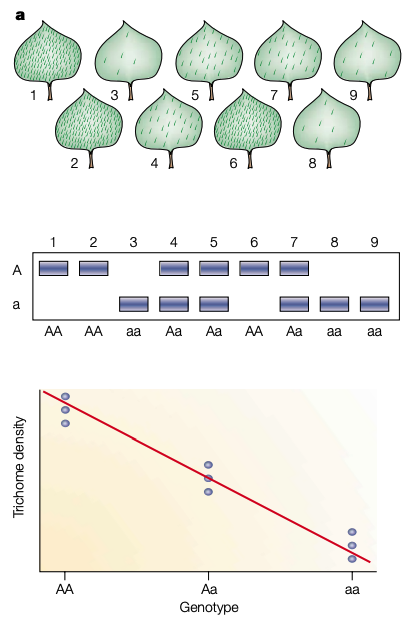 a
1 3 5 7 9
2 4 6 8
1 2 3 4 5 6 7 8 9
A
a
AA AA aa Aa Aa AA Aa aa aa
Trichome density
AA Aa aa
Genotype